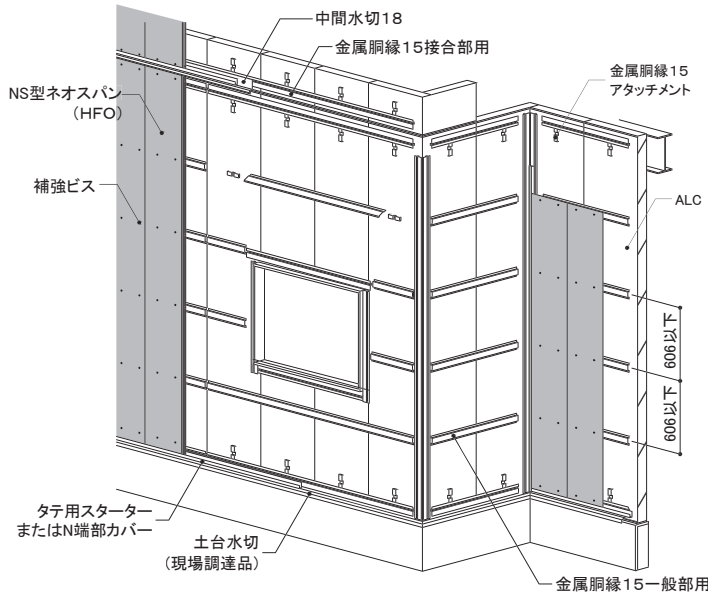 中間水切18
金属胴縁15接合部用
金属胴縁15
アタッチメント
NS型ネオスパン
（HFO）
補強ビス
ALC
606以下
606以下
タテ用スターター
またはN端部カバー
土台水切
（現場調達品）
金属胴縁15一般部用